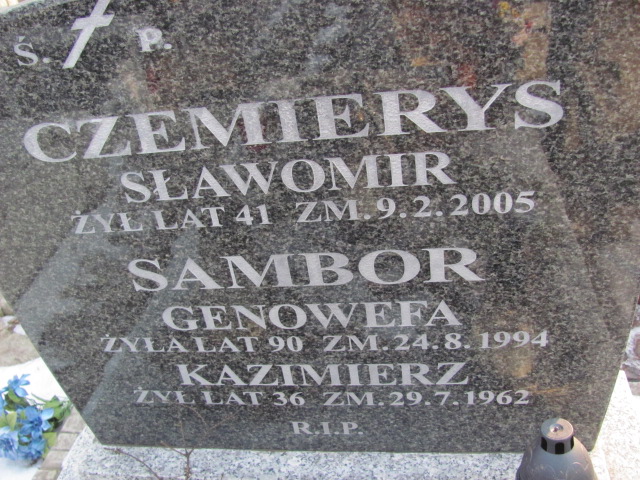 Ś. P.
CZEMIERYS
SŁAWOMIR
ŻYŁ LAT 41 ZM. 9.2.2005
SAMBOR
GENOWEFA
ŻYŁA LAT 90 ZM. 24.8.1994
KAZIMIERZ
ŻYŁ LAT 36 ZM. 29.7.1962
R.I.P.